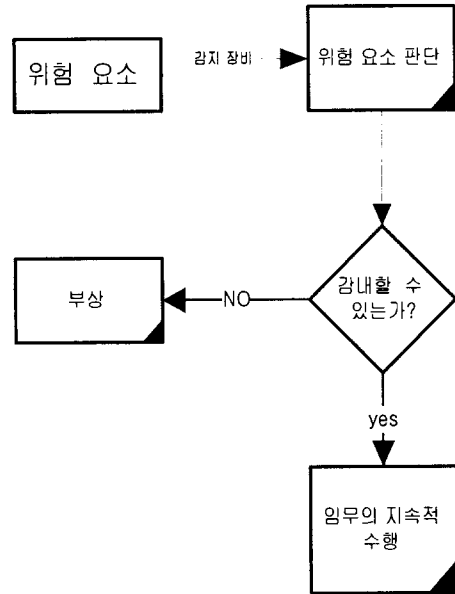 위험 요소
감지 장비
위험 요소 판단
감내할 수
있는가?
NO
부상
yes
임무의 지속적
수행